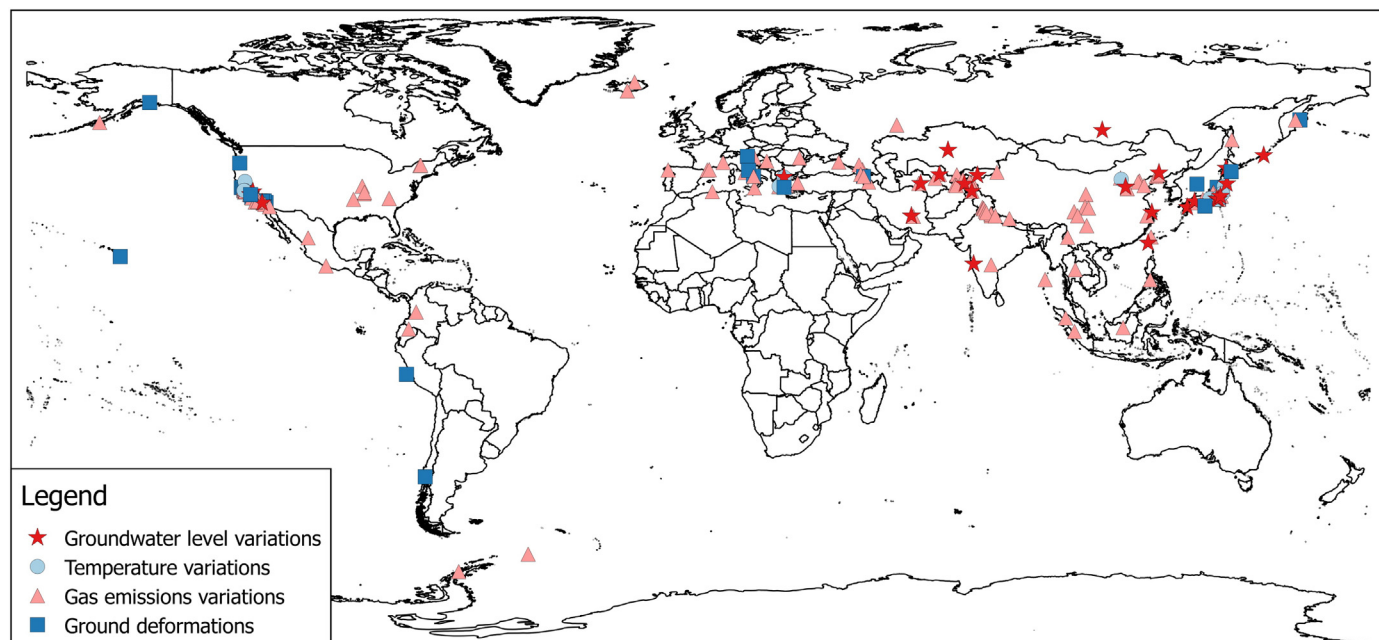 Legend
Groundwater level variations
Temperature variations
Gas emissions variations
Ground deformations